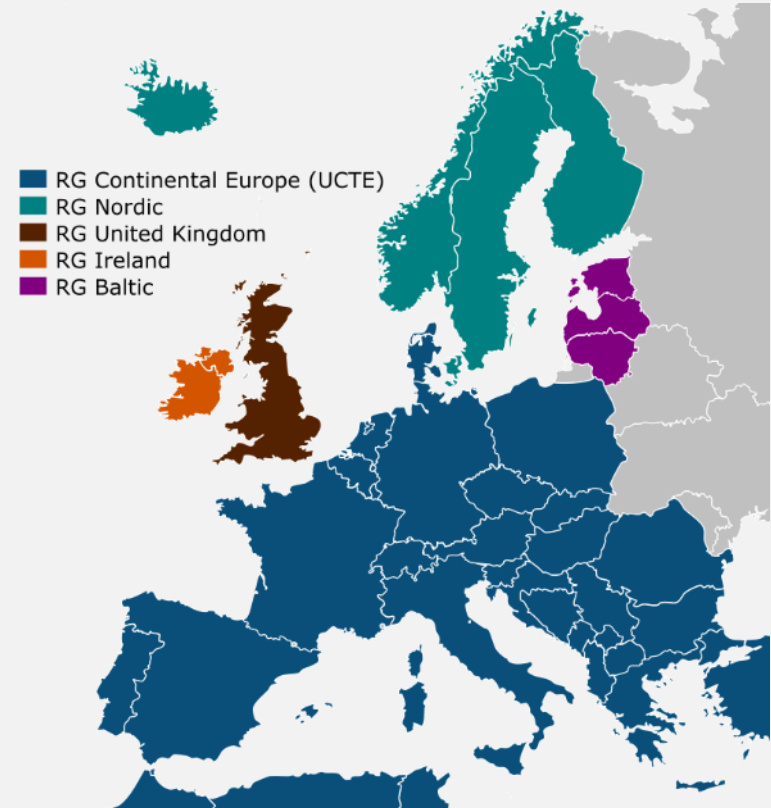 RG Continental Europe (UCTE)
RG Nordic
RG United Kingdom
RG Ireland
RG Baltic